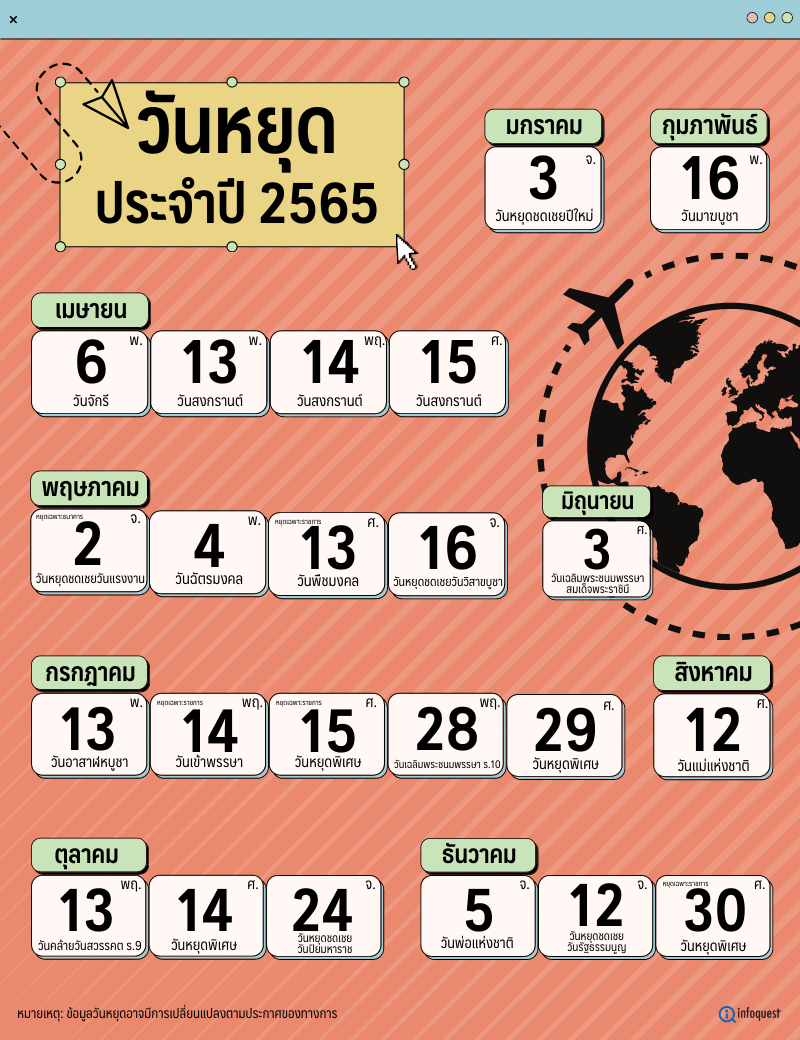 ×
วันหยุด
ประจำปี 2565
มกราคม
จ.
3
วันหยุดชดเชยปีใหม่
กุมภาพันธ์
พ.
16
วันมาฆบูชา
เมษายน
พ.
6
วันจักรี
พ.
13
วันสงกรานต์
พฤ.
14
วันสงกรานต์
ศ.
15
วันสงกรานต์
พฤษภาคม
หยุดเฉพาะธนาคาร
จ.
2
วันหยุดชดเชยวันแรงงาน
พ.
4
วันฉัตรมงคล
หยุดเฉพาะราชการ
ศ.
13
วันพืชมงคล
จ.
16
วันหยุดชดเชยวันวิสาขบูชา
มิถุนายน
ศ.
3
วันเฉลิมพระชนมพรรษา
สมเด็จพระราชินี
กรกฎาคม
พ.
13
วันอาสาฬหบูชา
หยุดเฉพาะราชการ
พฤ.
14
วันเข้าพรรษา
หยุดเฉพาะราชการ
ศ.
15
วันหยุดพิเศษ
พฤ.
28
วันเฉลิมพระชนมพรรษา ร.10
ศ.
29
วันหยุดพิเศษ
สิงหาคม
ศ.
12
วันแม่แห่งชาติ
ตุลาคม
พฤ.
13
วันคล้ายวันสวรรคต ร.9
ศ.
14
วันหยุดพิเศษ
จ.
24
วันหยุดชดเชย
วันปิยมหาราช
ธันวาคม
จ.
5
วันพ่อแห่งชาติ
จ.
12
วันหยุดชดเชย
วันรัฐธรรมนูญ
หยุดเฉพาะราชการ
ศ.
30
วันหยุดพิเศษ
หมายเหตุ: ข้อมูลวันหยุดอาจมีการเปลี่ยนแปลงตามประกาศของทางการ
infoquest